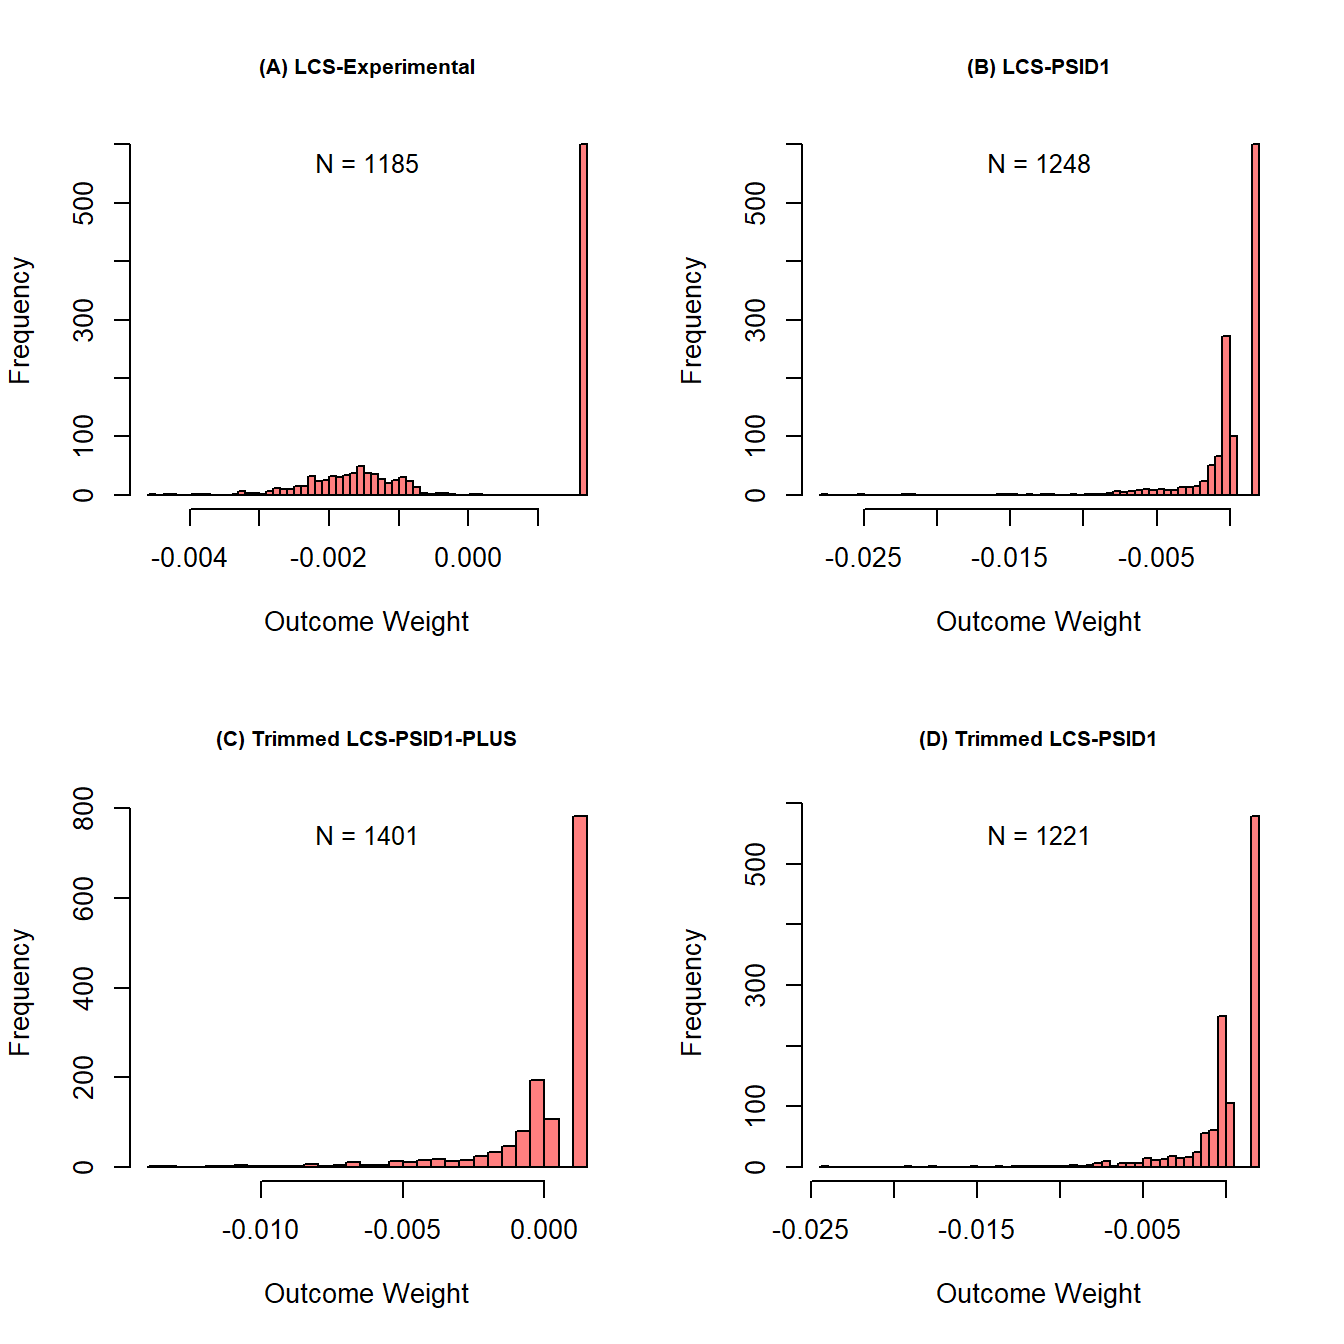 (A) LCS-Experimental
N = 1185
Frequency
500
300
100
0
-0.004 -0.002 0.000
Outcome Weight
(B) LCS-PSID1
N = 1248
Frequency
500
300
100
0
-0.025 -0.015 -0.005
Outcome Weight
(C) Trimmed LCS-PSID1-PLUS
N = 1401
Frequency
800
600
400
200
0
-0.010 -0.005 0.000
Outcome Weight
(D) Trimmed LCS-PSID1
N = 1221
Frequency
500
300
100
0
-0.025 -0.015 -0.005
Outcome Weight